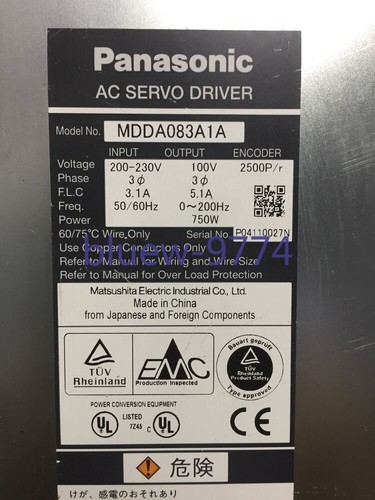 Panasonic
AC SERVO DRIVER
Model No. MDDA083A1A
INPUT OUTPUT ENCODER
Voltage 200-230V 100V 2500P/r
Phase 3ϕ 3ϕ
F.L.C 3.1A 5.1A
Freq. 50/60Hz 0~200Hz
Power 750W
60/75°C Wire Only Serial No. P04110027N
Use Copper Conductors Only
bluew-9774
Refer to Manual for Wiring and Wire Size
Refer to Manual for Over Load Protection
Matsushita Electric Industrial Co., Ltd.
Made in China
from Japanese and Foreign Components
TÜV
Rheinland
EMC
Production Inspected
Bauart geprüft
TÜV
Rheinland
Product Safety
Type approved
POWER CONVERSION EQUIPMENT
UL LISTED
7Z45 C UL
CE
危険
けが、感電のおそれあり